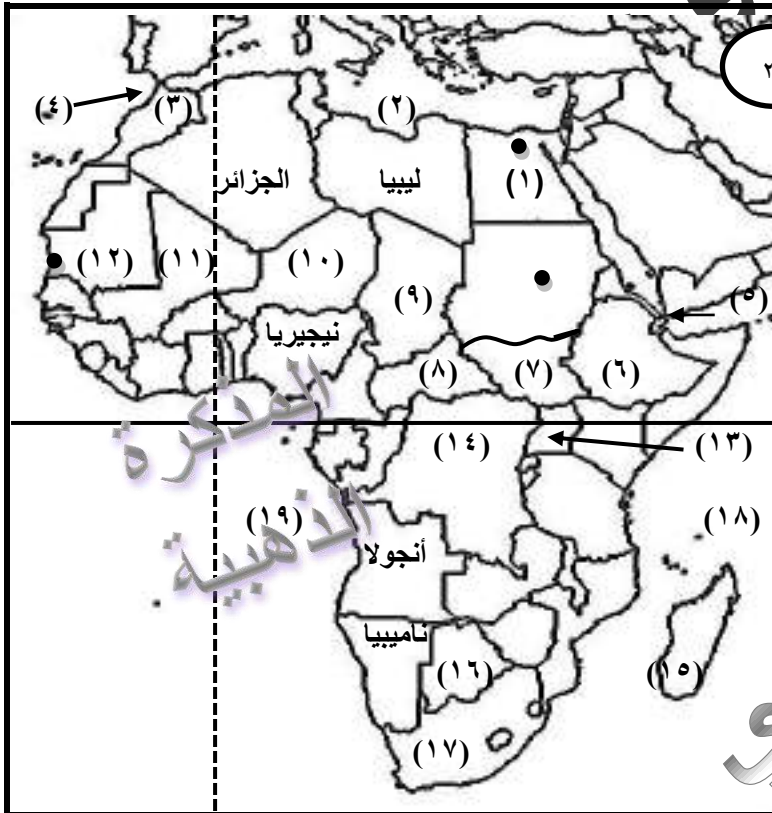 ٢
(٤)
(٣)
(٢)
الجزائر
ليبيا
(١)
(١٢)
(١١)
(١٠)
(٩)
(٥)
نيجيريا
(٨)
(٧)
(٦)
المذكرة
(١٤)
(١٣)
الذهبية
(١٩)
(١٨)
أنجولا
ناميبيا
(١٦)
(١٥)
(١٧)